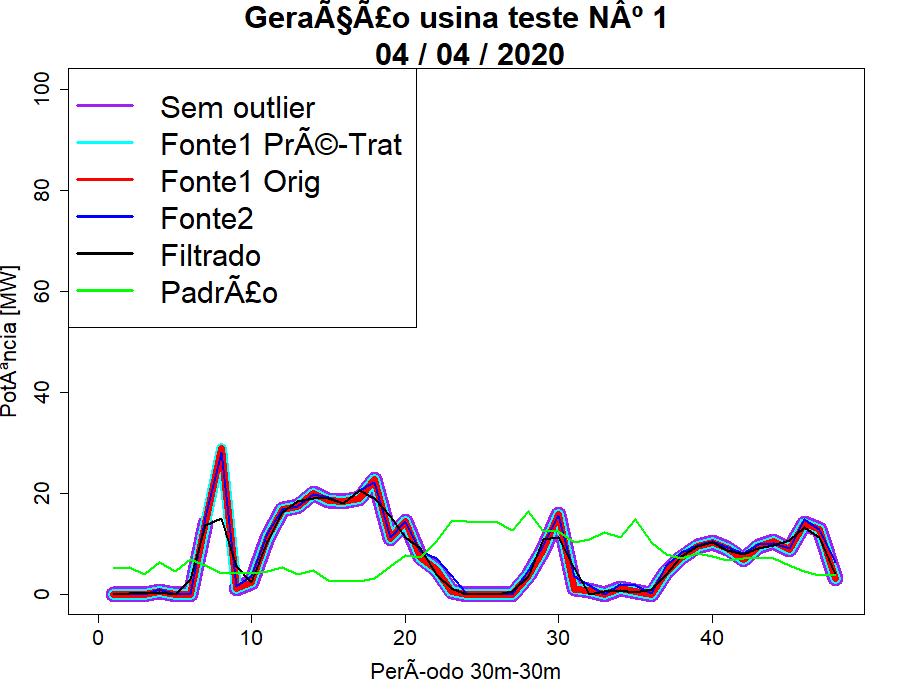 GeraÃ§Ã£o usina teste NÂº 1
04 / 04 / 2020
Sem outlier
Fonte1 PrÃ©-Trat
Fonte1 Orig
Fonte2
Filtrado
PadrÃ£o
PotÃªncia [MW]
100
80
60
40
20
0
0
10
20
30
40
PerÃ-odo 30m-30m